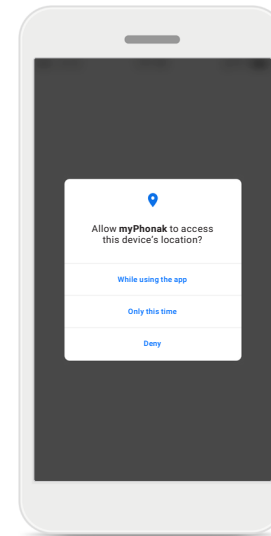 Allow myPhonak to access
this device's location?
While using the app
Only this time
Deny